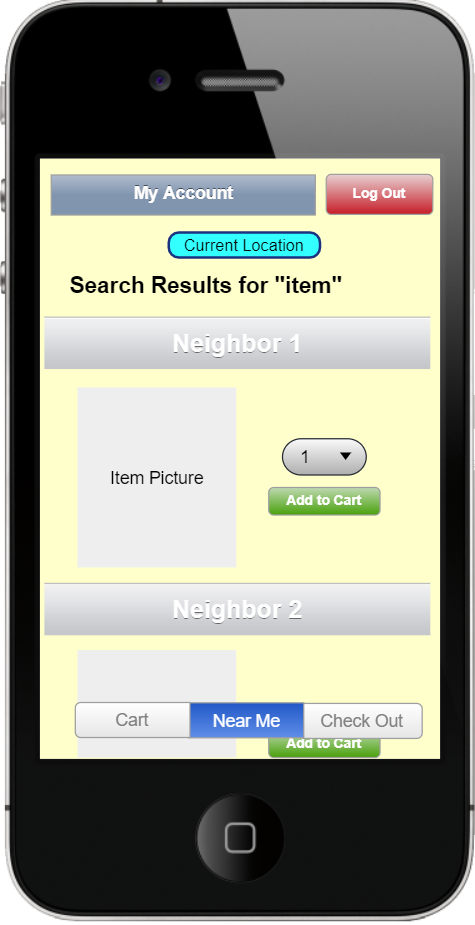 My Account
Log Out
Current Location
Search Results for "item"
Neighbor 1
Item Picture
1
Add to Cart
Neighbor 2
Cart
Near Me
Check Out
Add to Cart